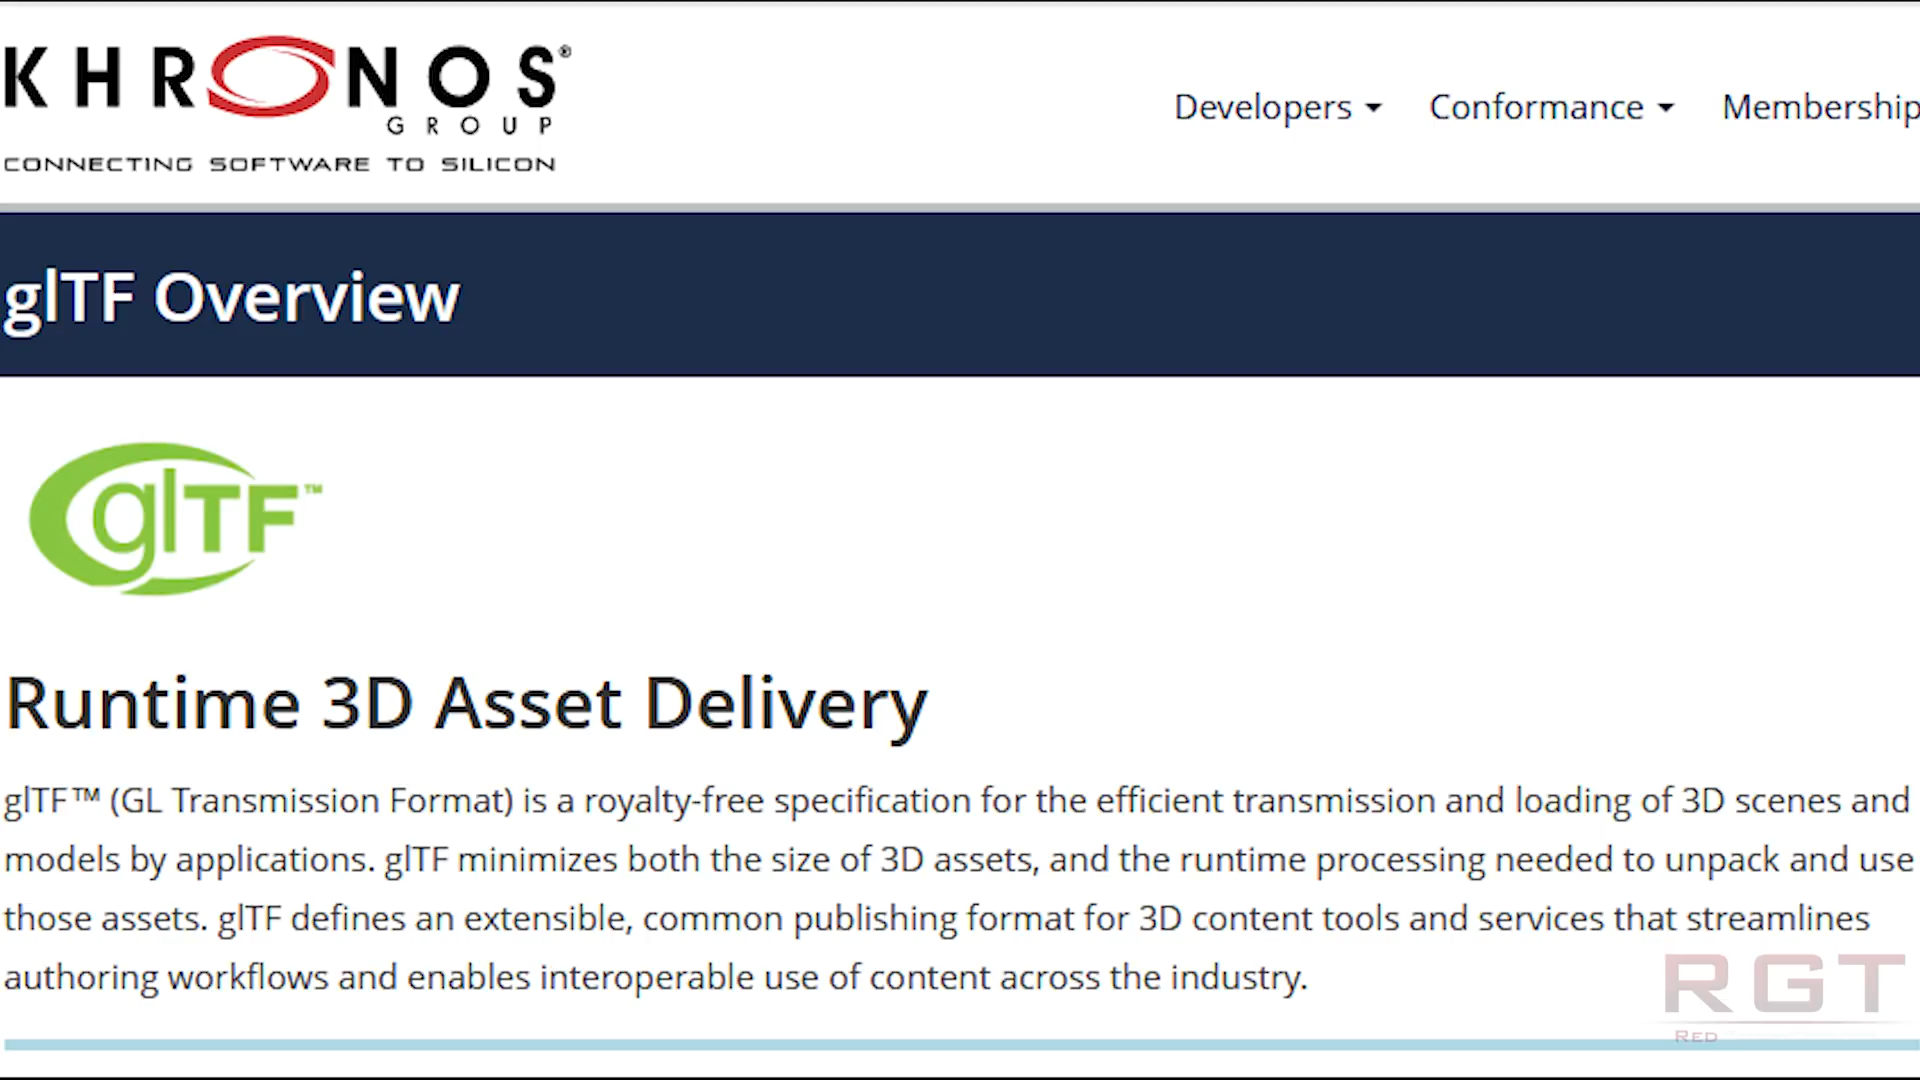 KHRONOS®
GROUP
CONNECTING SOFTWARE TO SILICON
Developers Conformance Membership
glTF Overview
glTF™
Runtime 3D Asset Delivery
glTF™ (GL Transmission Format) is a royalty-free specification for the efficient transmission and loading of 3D scenes and
models by applications. glTF minimizes both the size of 3D assets, and the runtime processing needed to unpack and use
those assets. glTF defines an extensible, common publishing format for 3D content tools and services that streamlines
authoring workflows and enables interoperable use of content across the industry.
RGT
RED